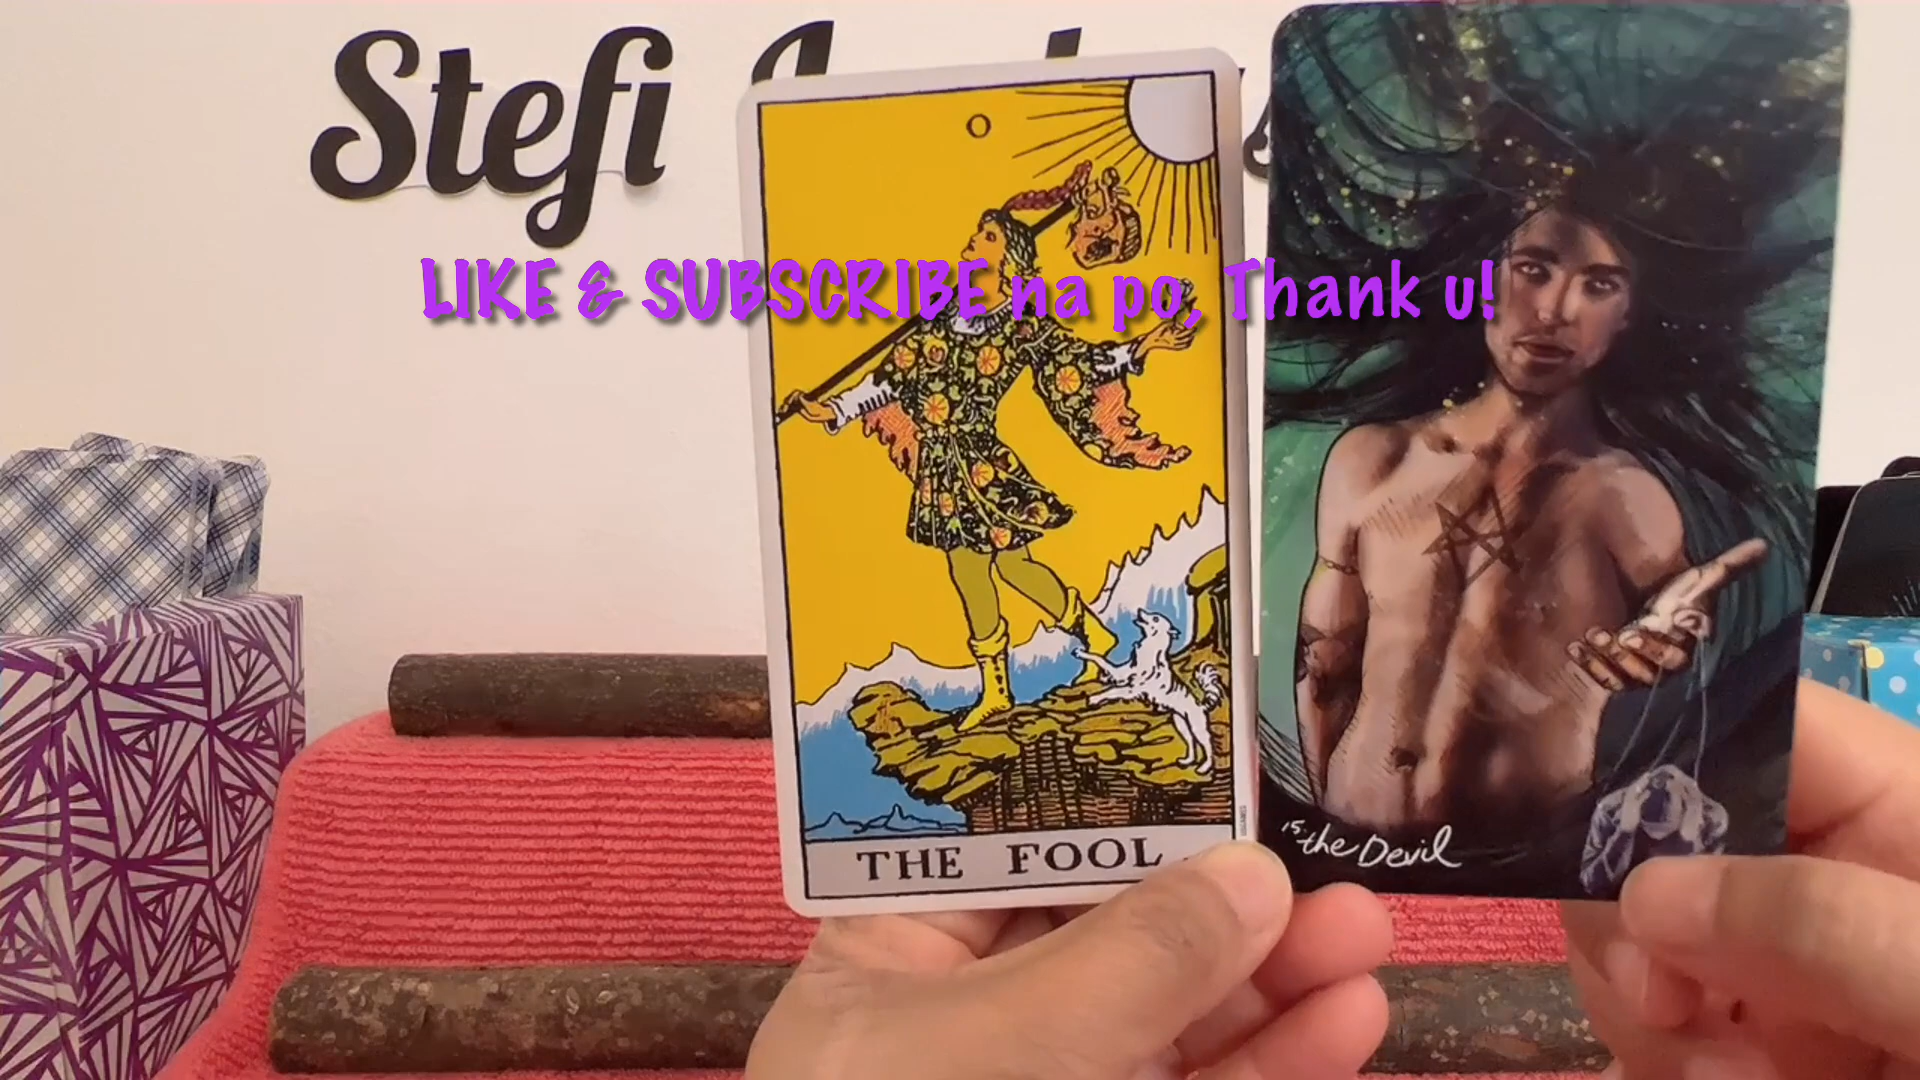 Stefi
0
LIKE & SUBSCRIBE na po, Thank u!
THE FOOL.
15. the Devil